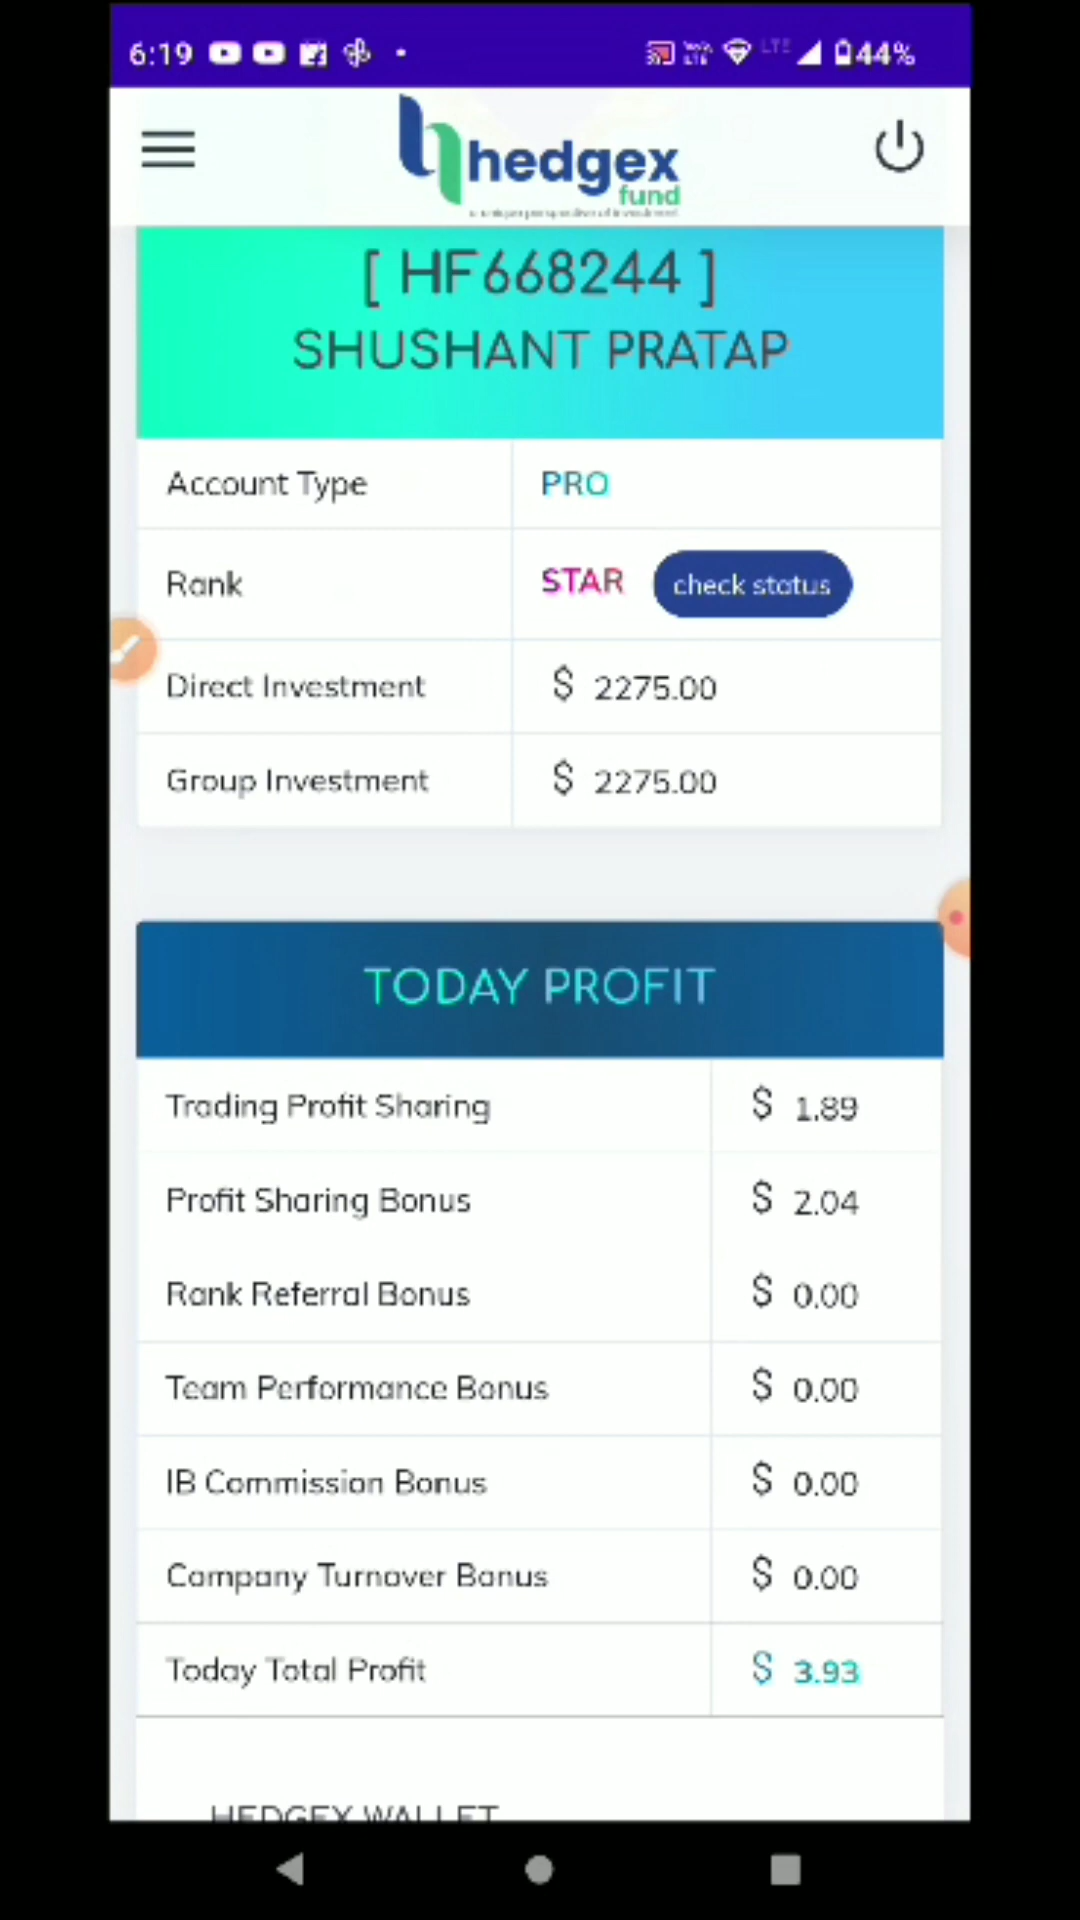 6:19 LTE 44%
hedgex
fund
[ HF668244 ]
SHUSHANT PRATAP
Account Type PRO
Rank STAR check status
Direct Investment $ 2275.00
Group Investment $ 2275.00
TODAY PROFIT
Trading Profit Sharing $ 1.89
Profit Sharing Bonus $ 2.04
Rank Referral Bonus $ 0.00
Team Performance Bonus $ 0.00
IB Commission Bonus $ 0.00
Company Turnover Bonus $ 0.00
Today Total Profit $ 3.93
HEDGEX WALLET